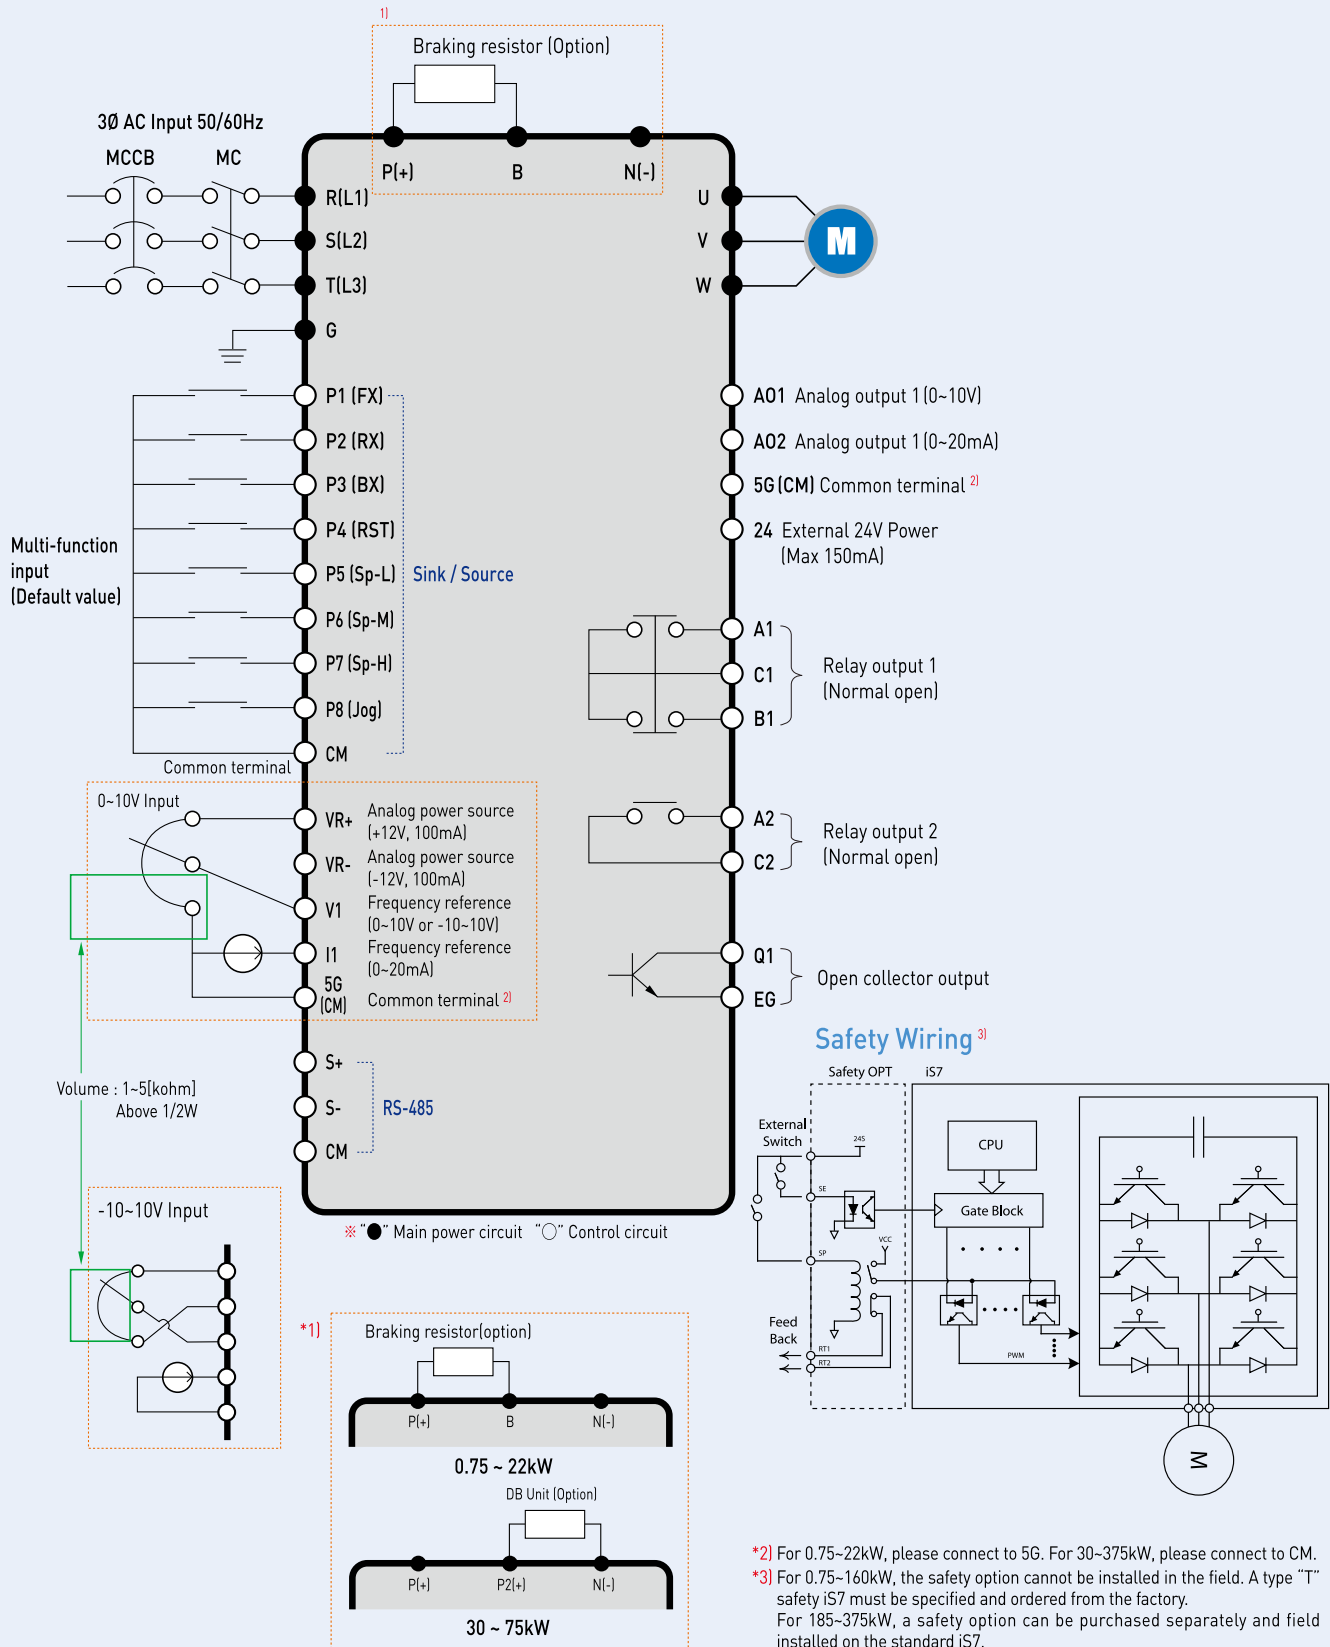 1)
Braking resistor (Option)
3Ø AC Input 50/60Hz
MCCB MC
P(+) B N(-)
R(L1)
S(L2)
T(L3)
G
U
V
W
M
P1 (FX)
P2 (RX)
P3 (BX)
P4 (RST)
P5 (Sp-L)
P6 (Sp-M)
P7 (Sp-H)
P8 (Jog)
CM
Sink / Source
Multi-function
input
(Default value)
Common terminal
AO1 Analog output 1 (0~10V)
AO2 Analog output 1 (0~20mA)
5G (CM) Common terminal 2)
24 External 24V Power
(Max 150mA)
A1
C1
B1
Relay output 1
(Normal open)
A2
C2
Relay output 2
(Normal open)
Q1
EG
Open collector output
0~10V Input
VR+ Analog power source
(+12V, 100mA)
VR- Analog power source
(-12V, 100mA)
V1 Frequency reference
(0~10V or -10~10V)
I1 Frequency reference
(0~20mA)
5G
(CM) Common terminal 2)
S+
S-
CM
RS-485
Volume : 1~5[kohm]
Above 1/2W
-10~10V Input
※ “●” Main power circuit “○” Control circuit
Safety Wiring 3)
Safety OPT iS7
External
Switch
24S
SE
SP
VCC
CPU
Gate Block
Feed
Back
RT1
RT2
PWM
M
*1)
Braking resistor(option)
P(+) B N(-)
0.75 ~ 22kW
DB Unit (Option)
P(+) P2(+) N(-)
30 ~ 75kW
*2) For 0.75~22kW, please connect to 5G. For 30~375kW, please connect to CM.
*3) For 0.75~160kW, the safety option cannot be installed in the field. A type “T”
safety iS7 must be specified and ordered from the factory.
For 185~375kW, a safety option can be purchased separately and field
installed on the standard iS7.